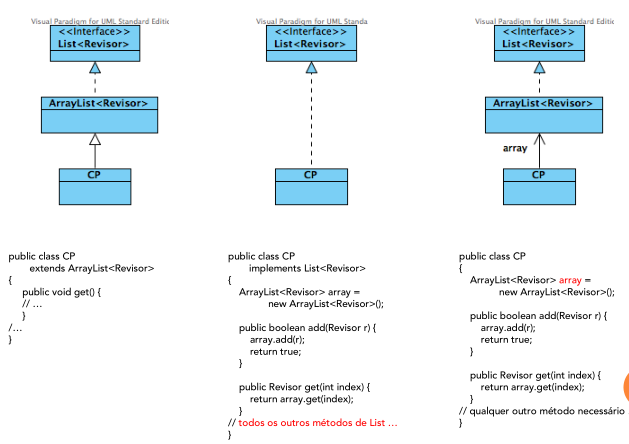 Visual Paradigm for UML Standard Editic
<<Interface>>
List<Revisor>
ArrayList<Revisor>
CP
public class CP
extends ArrayList<Revisor>
{
public void get() {
// ...
}
/...
}
Visual Paradigm for UML Standa
<<Interface>>
List<Revisor>
CP
public class CP
implements List<Revisor>
{
ArrayList<Revisor> array =
new ArrayList<Revisor>();
public boolean add(Revisor r) {
array.add(r);
return true;
}
public Revisor get(int index) {
return array.get(index);
}
// todos os outros métodos de List ...
}
Visual Paradigm for UML Standard Editic
<<Interface>>
List<Revisor>
ArrayList<Revisor>
array
CP
public class CP
{
ArrayList<Revisor> array =
new ArrayList<Revisor>();
public boolean add(Revisor r) {
array.add(r);
return true;
}
public Revisor get(int index) {
return array.get(index);
}
// qualquer outro método necessário
}